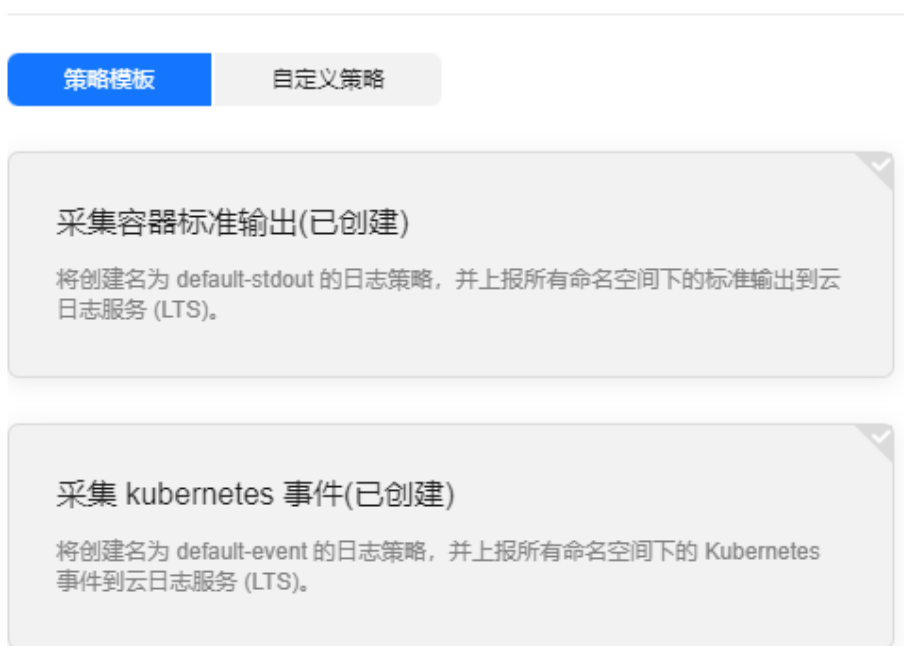 策略模板 自定义策略
采集容器标准输出(已创建)
将创建名为 default-stdout 的日志策略，并上报所有命名空间下的标准输出到云
日志服务 (LTS)。
采集 kubernetes 事件(已创建)
将创建名为 default-event 的日志策略，并上报所有命名空间下的 Kubernetes
事件到云日志服务 (LTS)。